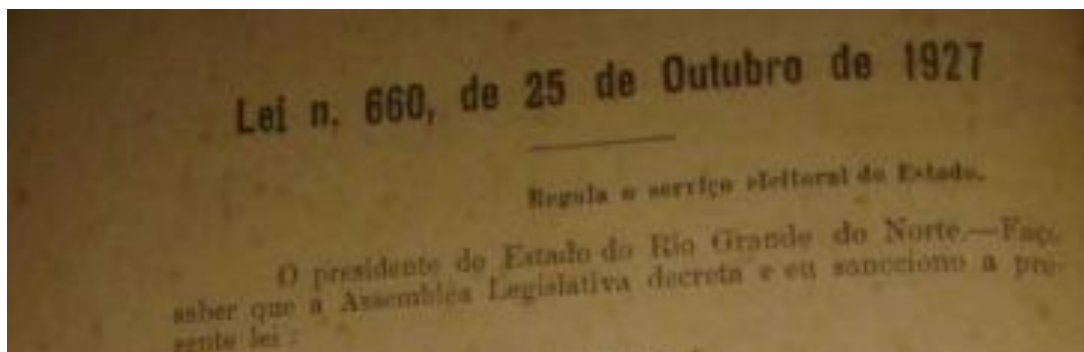 Lei n. 660, de 25 de Outubro de 1927
Regula o serviço eleitoral do Estado.
O presidente do Estado do Rio Grande do Norte.—Faço
saber que a Assembléa Legislativa decreta e eu sancciono a pre-
sente lei :